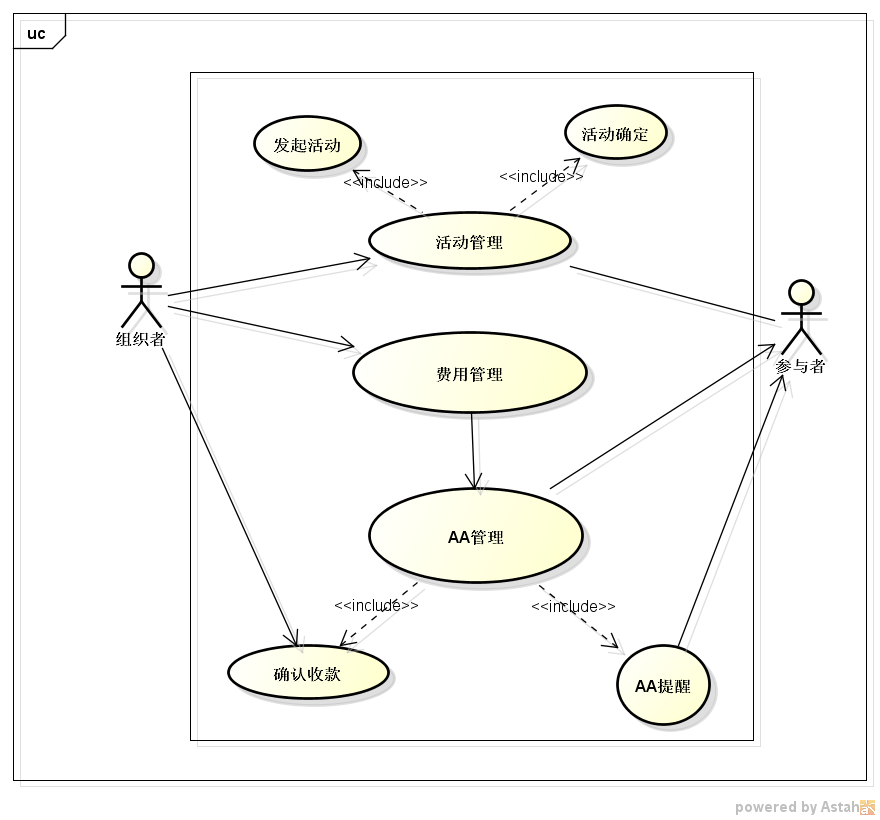 uc
发起活动
活动确定
<<include>>
<<include>>
活动管理
组织者
参与者
费用管理
AA管理
<<include>>
<<include>>
确认收款
AA提醒
powered by Astah